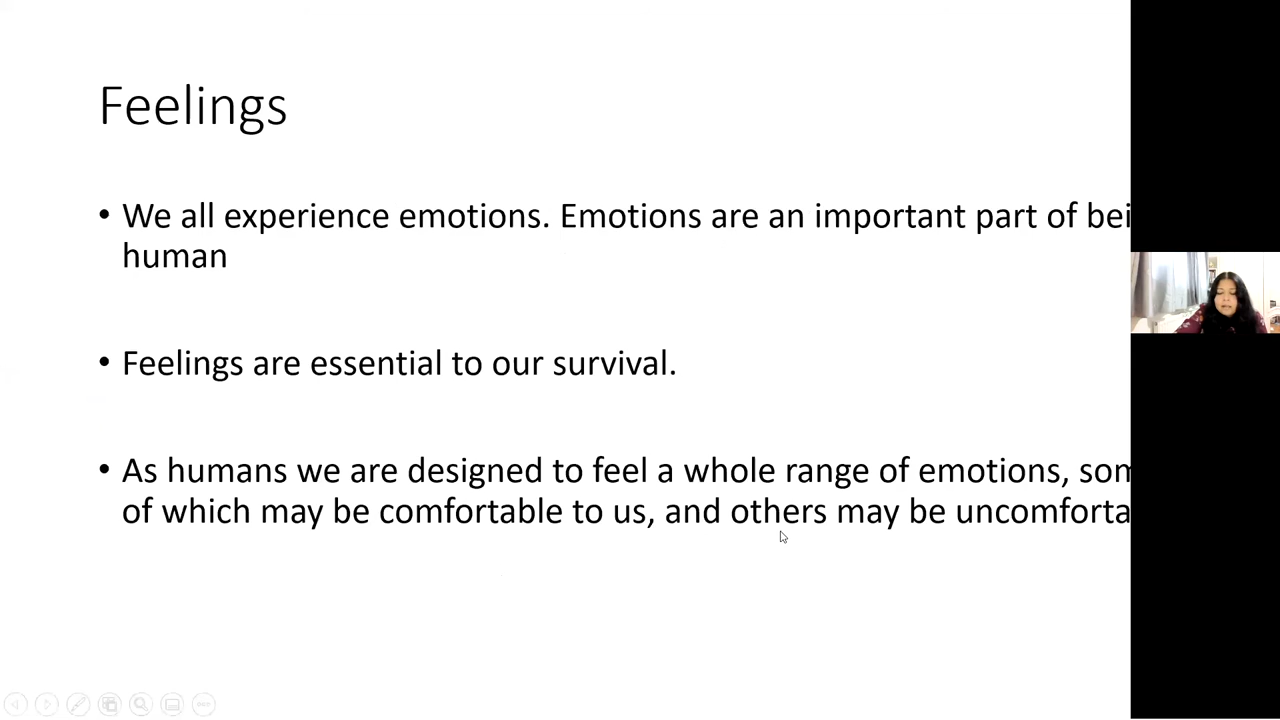 Feelings
• We all experience emotions. Emotions are an important part of bei
human
• Feelings are essential to our survival.
• As humans we are designed to feel a whole range of emotions, som
of which may be comfortable to us, and others may be uncomforta